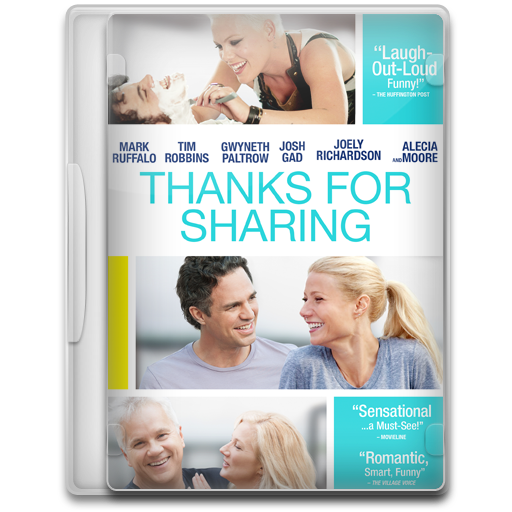 “Laugh-
Out-Loud
Funny!”
– THE HUFFINGTON POST
MARK RUFFALO
TIM ROBBINS
GWYNETH PALTROW
JOSH GAD
JOELY RICHARDSON
AND ALECIA MOORE
THANKS FOR
SHARING
“Sensational
...a Must-See!”
– MOVIELINE
“Romantic,
Smart, Funny”
– THE VILLAGE VOICE